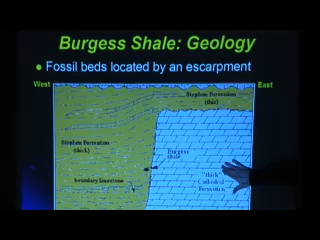 Burgess Shale: Geology
Fossil beds located by an escarpment
West
East
Stephen Formation
(thin)
Stephen Formation
(thick)
Burgess
shale
boundary limestone
"thick"
Cathedral
Formation